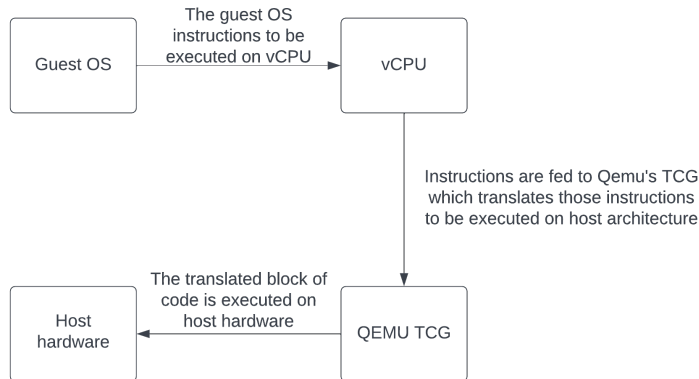 The guest OS
instructions to be
executed on vCPU
Guest OS
vCPU
Instructions are fed to Qemu's TCG
which translates those instructions
to be executed on host architecture
The translated block of
code is executed on
host hardware
Host
hardware
QEMU TCG